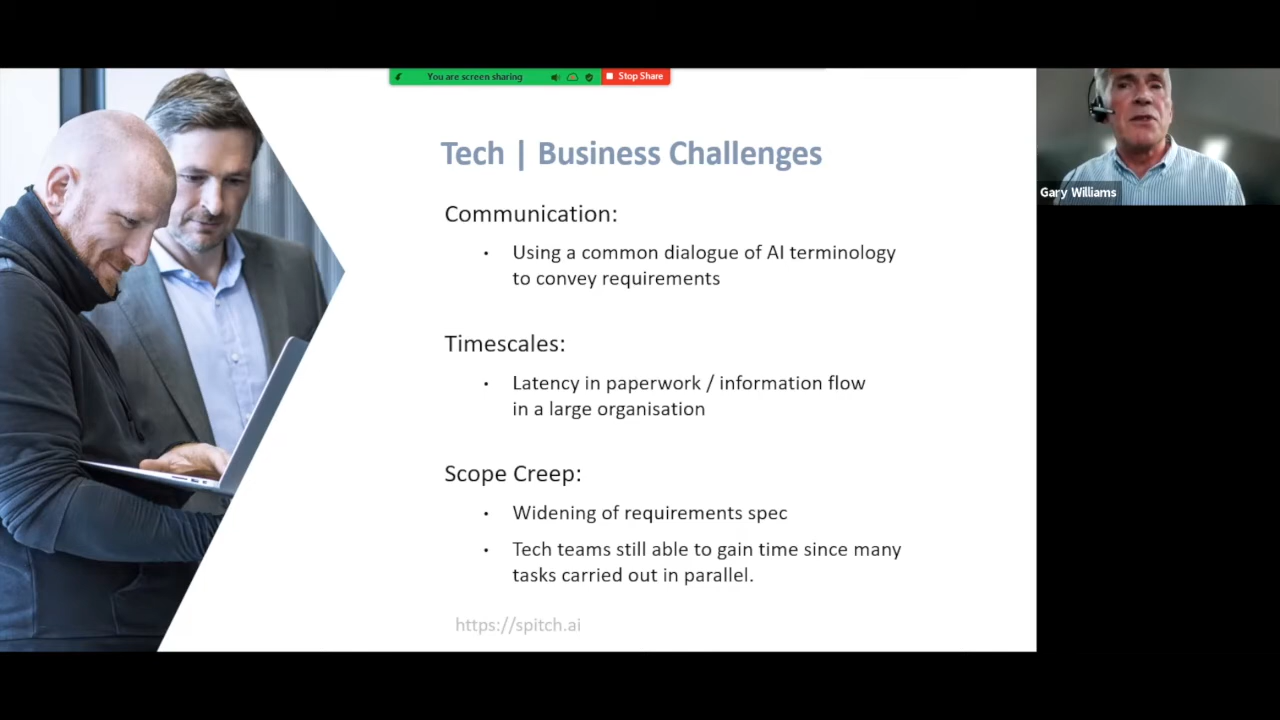 You are screen sharing
Stop Share
Tech | Business Challenges
Gary Williams
Communication:
• Using a common dialogue of AI terminology
to convey requirements
Timescales:
• Latency in paperwork / information flow
in a large organisation
Scope Creep:
• Widening of requirements spec
• Tech teams still able to gain time since many
tasks carried out in parallel.
https://spitch.ai